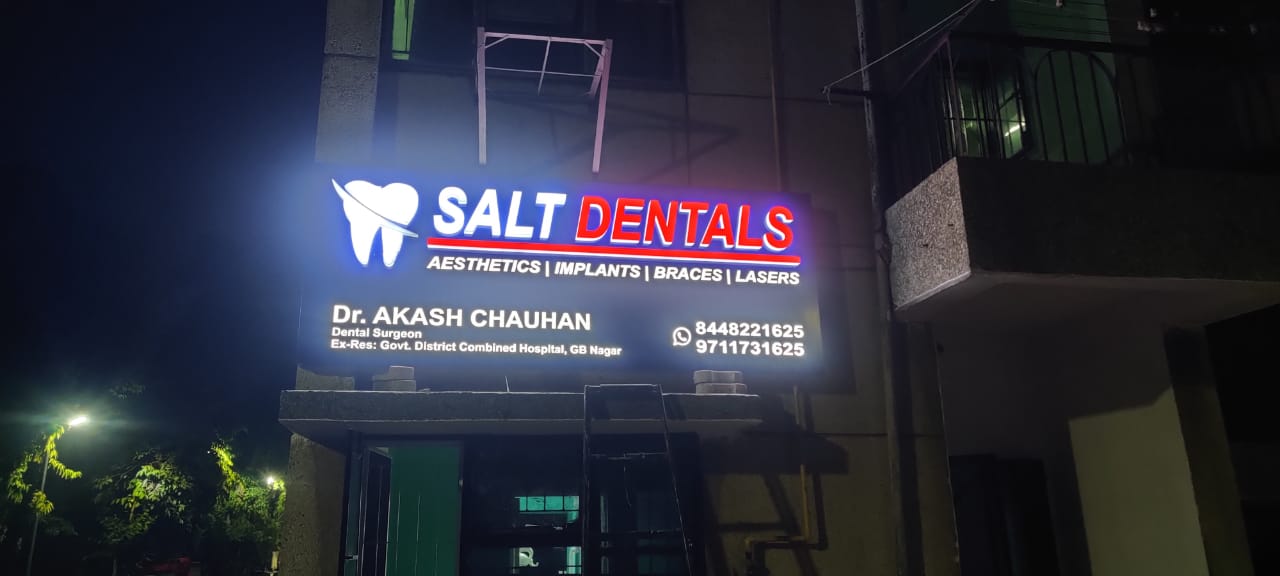 SALT DENTALS
AESTHETICS | IMPLANTS | BRACES | LASERS
Dr. AKASH CHAUHAN
Dental Surgeon
Ex-Res: Govt. District Combined Hospital, GB Nagar
8448221625
9711731625